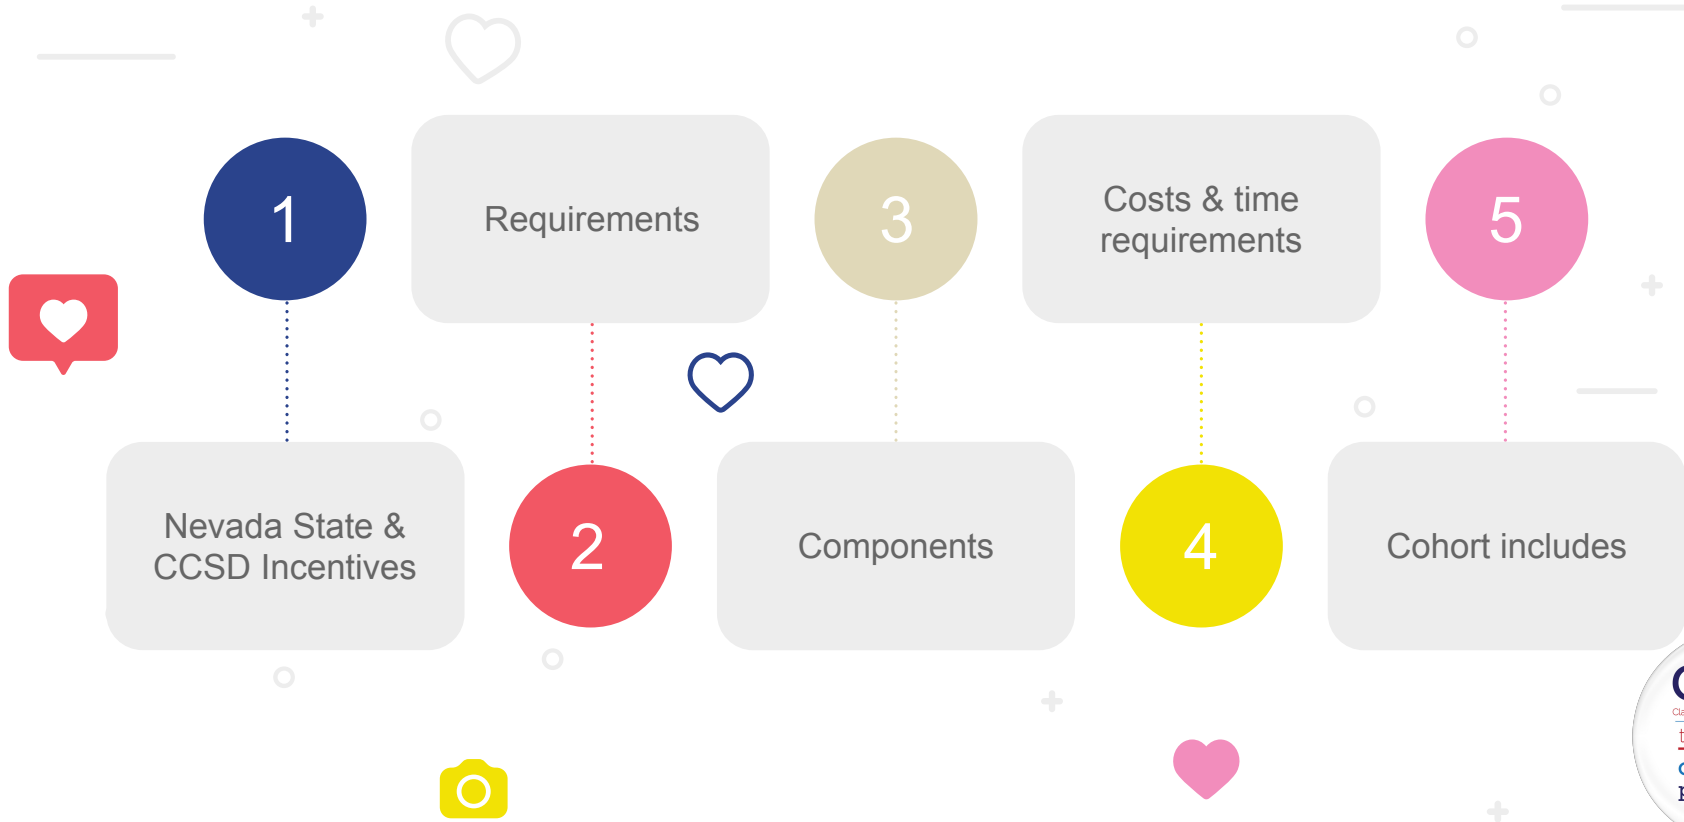 1
Nevada State &
CCSD Incentives
Requirements
2
3
Components
Costs & time
requirements
4
5
Cohort includes